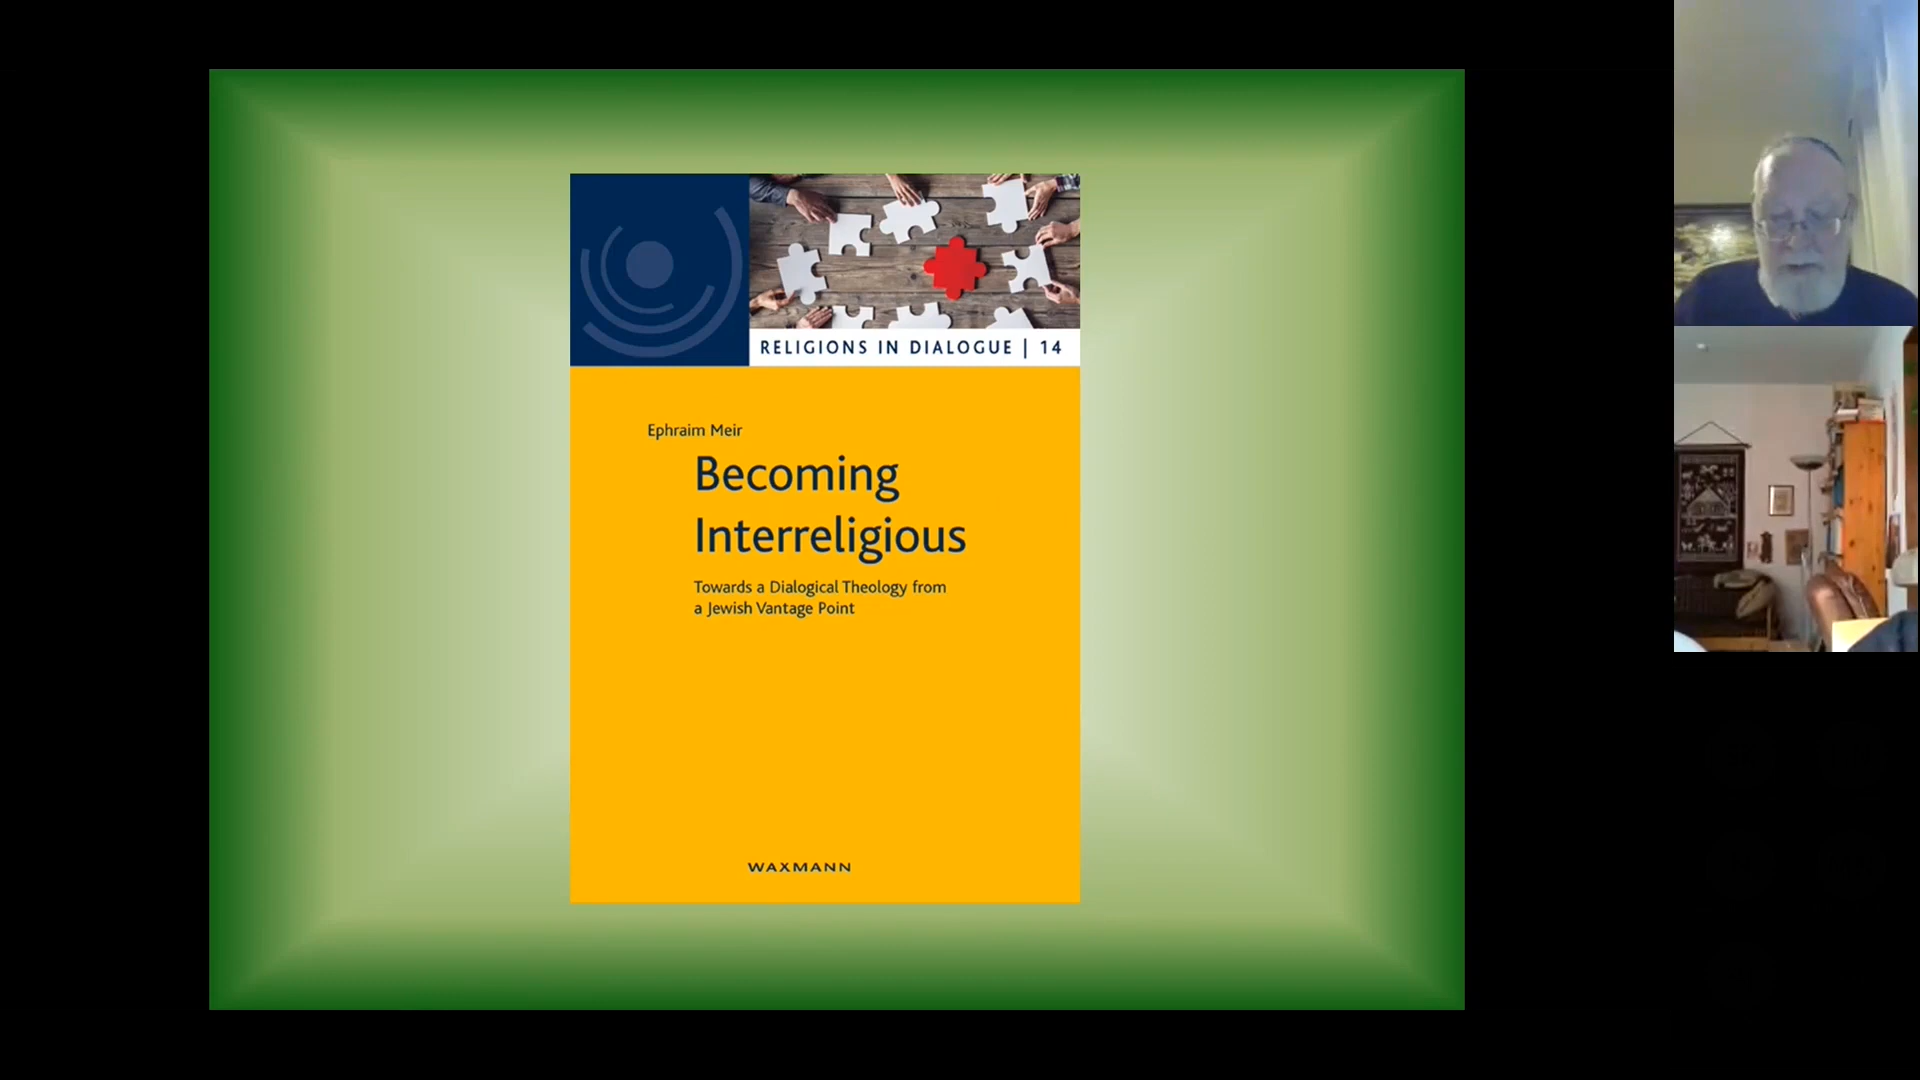 RELIGIONS IN DIALOGUE | 14
Ephraim Meir
Becoming
Interreligious
Towards a Dialogical Theology from
a Jewish Vantage Point
WAXMANN